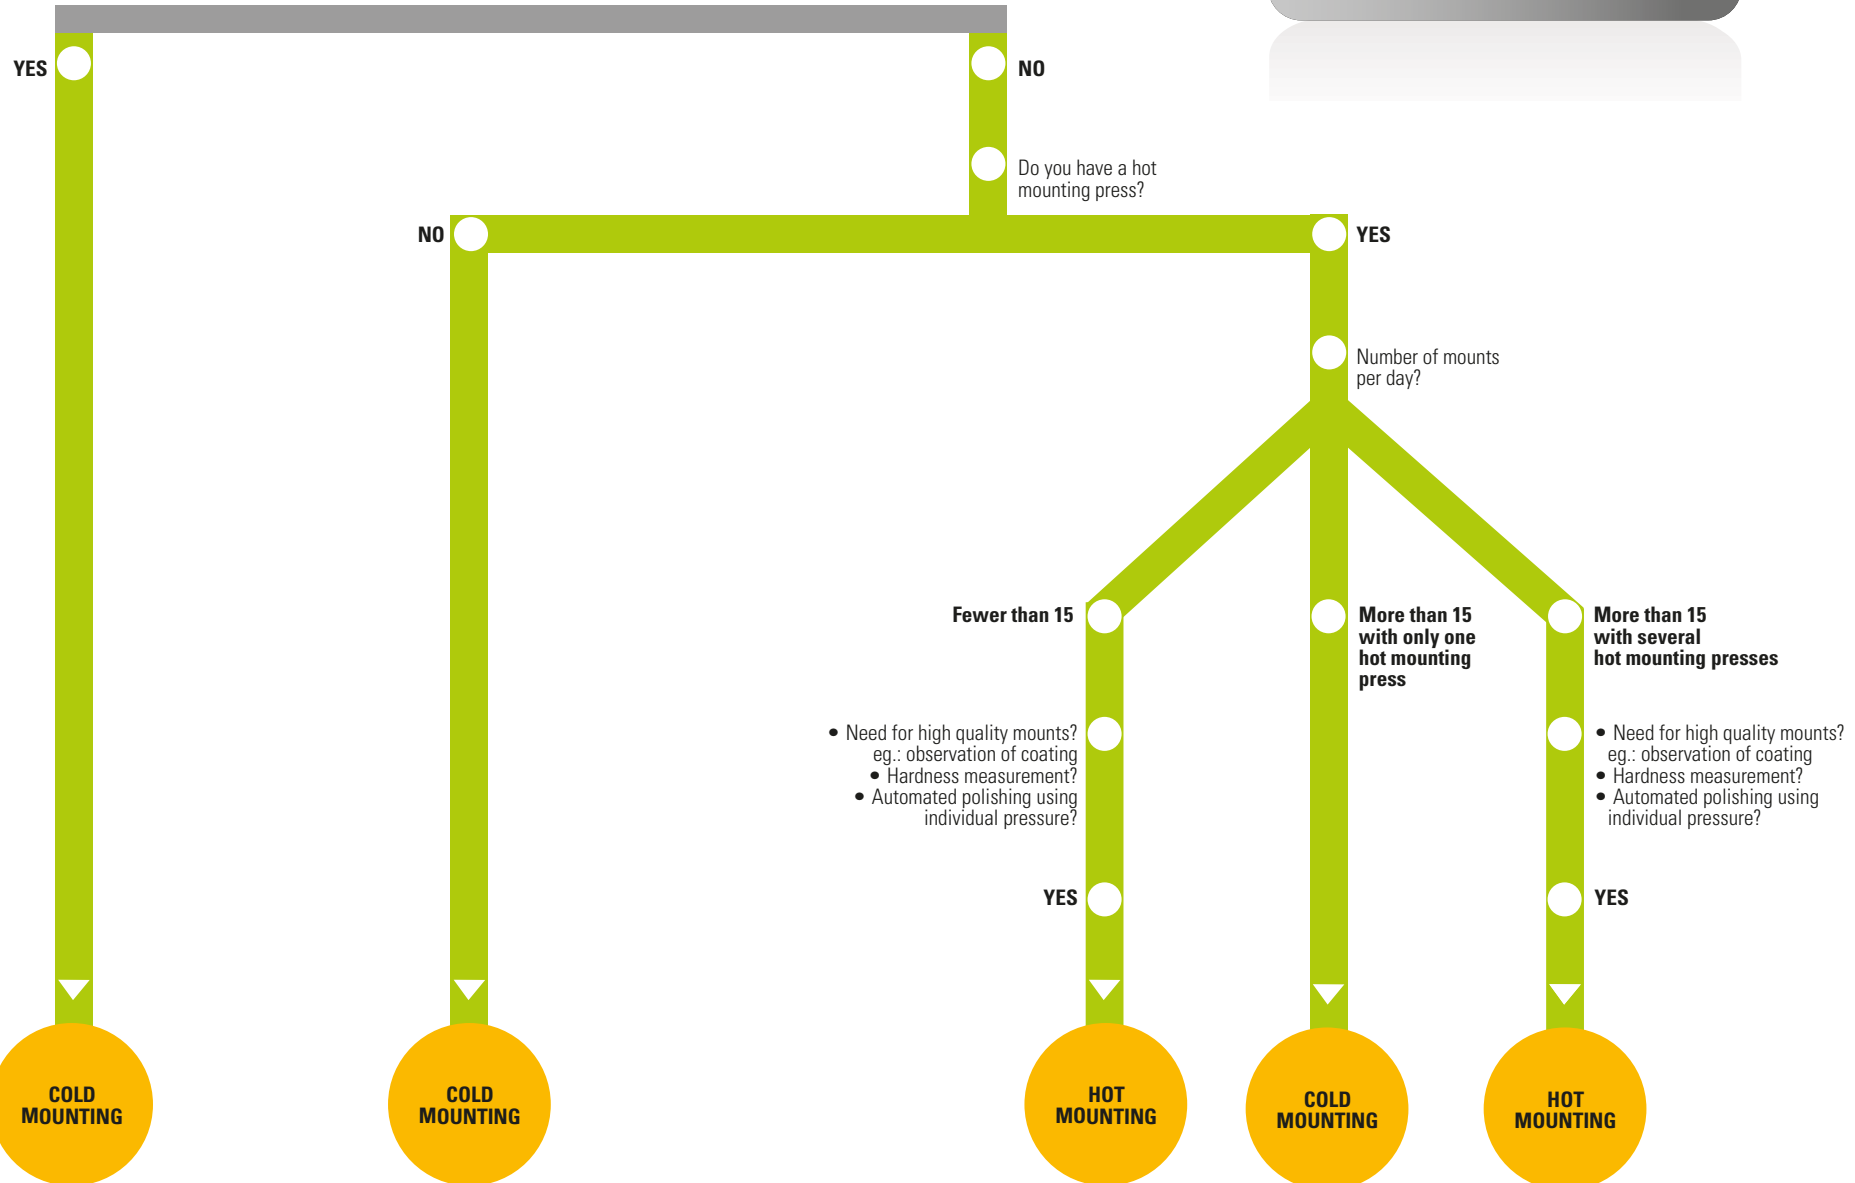 YES
NO
Do you have a hot
mounting press?
NO
YES
Number of mounts
per day?
Fewer than 15
More than 15
with only one
hot mounting
press
More than 15
with several
hot mounting presses
• Need for high quality mounts?
eg.: observation of coating
• Hardness measurement?
• Automated polishing using
individual pressure?
• Need for high quality mounts?
eg.: observation of coating
• Hardness measurement?
• Automated polishing using
individual pressure?
YES
YES
COLD
MOUNTING
COLD
MOUNTING
HOT
MOUNTING
COLD
MOUNTING
HOT
MOUNTING